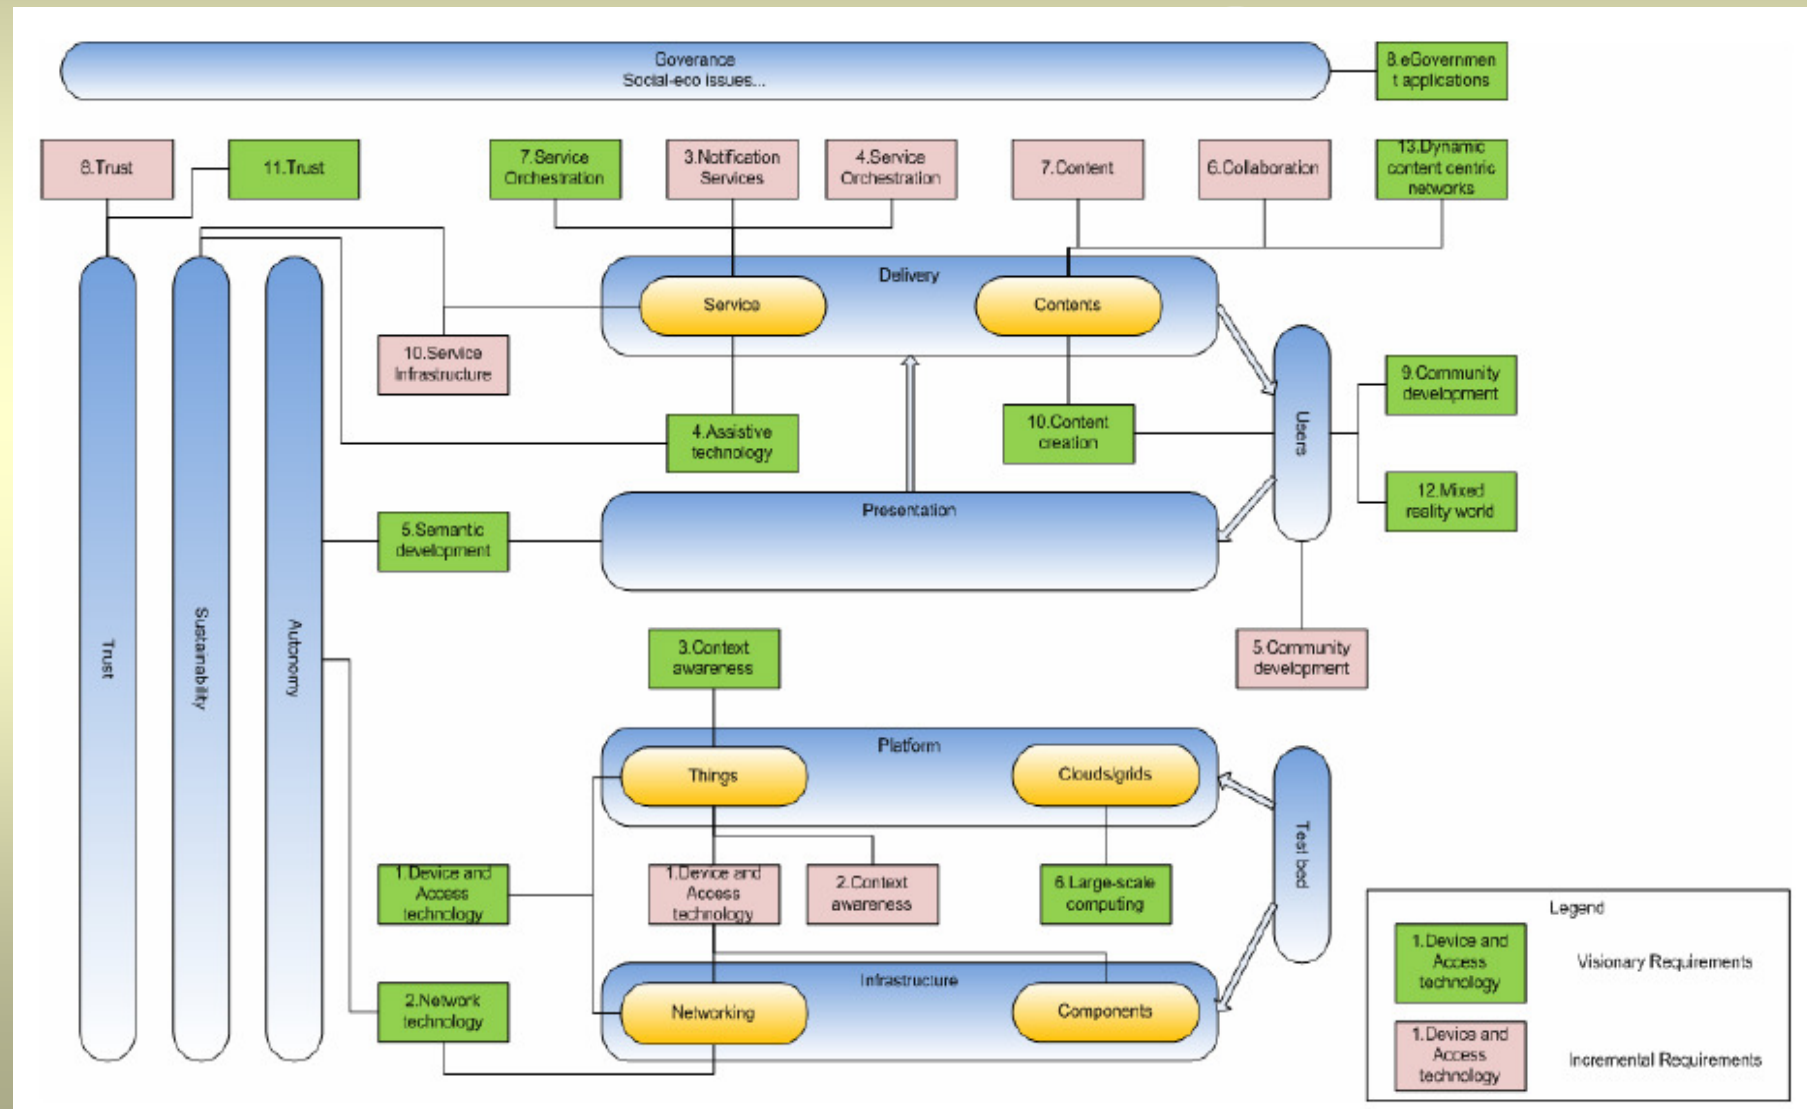 Goverance
Social-eco issues...
8.eGovernmen
t applications
8.Trust
11.Trust
7.Service
Orchestration
3.Notification
Services
4.Service
Orchestration
7.Content
6.Collaboration
13.Dynamic
content centric
networks
Delivery
Service
Contents
10.Service
Infrastructure
4.Assistive
technology
10.Content
creation
Users
9.Community
development
12.Mixed
reality world
5.Semantic
development
Presentation
Trust
Sustainability
Autonomy
3.Context
awareness
5.Community
development
Platform
Things
Clouds/grids
Test bed
1.Device and
Access
technology
1.Device and
Access
technology
2.Context
awareness
6.Large-scale
computing
2.Network
technology
Infrastructure
Networking
Components
Legend
1.Device and
Access
technology
Visionary Requirements
1.Device and
Access
technology
Incremental Requirements